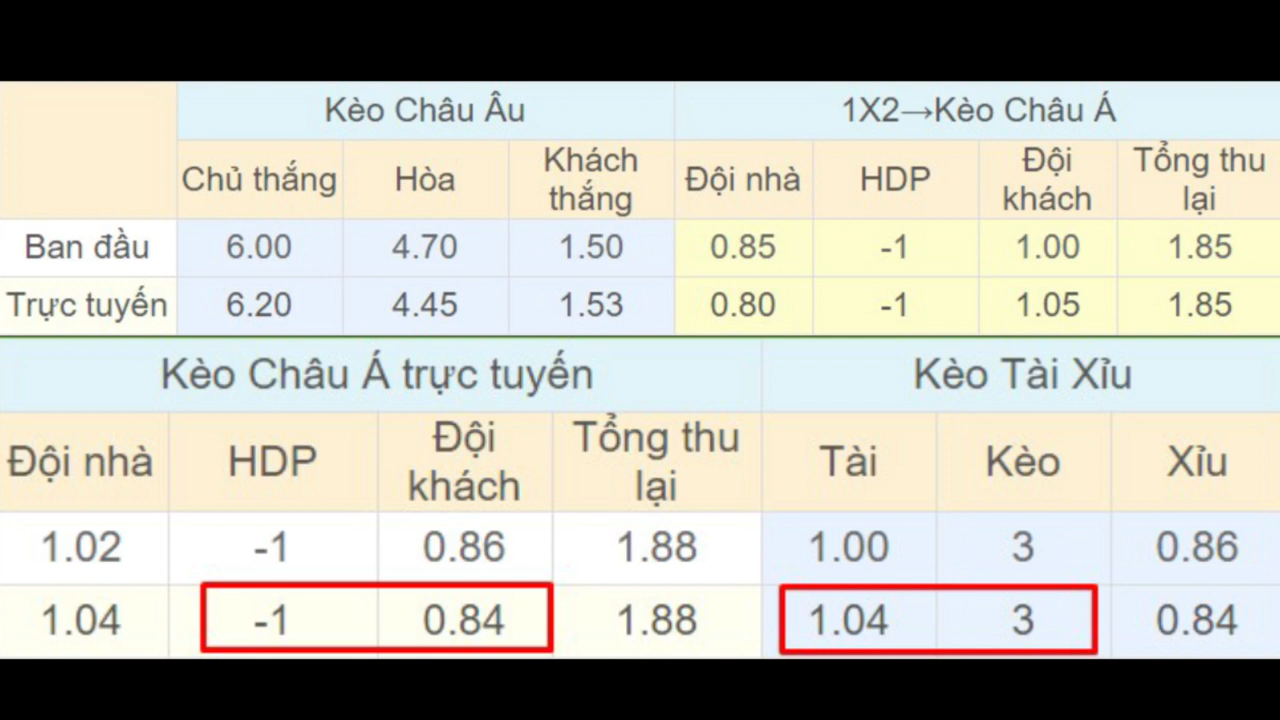 Kèo Châu Âu 1X2→Kèo Châu Á
Chủ thắng Hòa Khách thắng Đội nhà HDP Đội khách Tổng thu lại
Ban đầu 6.00 4.70 1.50 0.85 -1 1.00 1.85
Trực tuyến 6.20 4.45 1.53 0.80 -1 1.05 1.85
Kèo Châu Á trực tuyến Kèo Tài Xỉu
Đội nhà HDP Đội khách Tổng thu lại Tài Kèo Xỉu
1.02 -1 0.86 1.88 1.00 3 0.86
1.04 -1 0.84 1.88 1.04 3 0.84